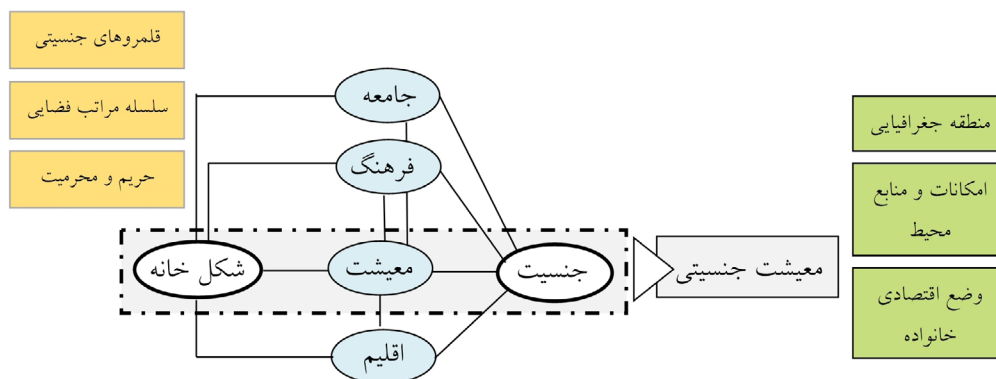 قلمروهای جنسیتی
سلسله مراتب فضایی
حریم و محرمیت
جامعه
فرهنگ
معیشت
اقلیم
شکل خانه
جنسیت
معیشت جنسیتی
منطقه جغرافیایی
امکانات و منابع
محیط
وضع اقتصادی
خانواده